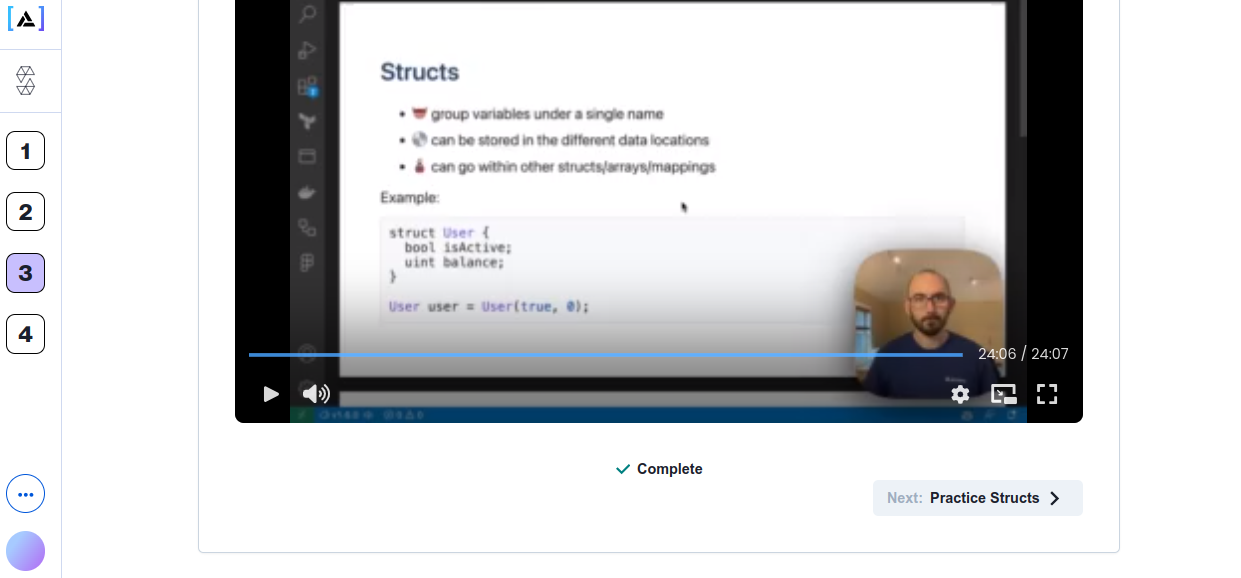 [A]
1
2
3
4
Structs
group variables under a single name
can be stored in the different data locations
can go within other structs/arrays/mappings
Example:
struct User {
bool isActive;
uint balance;
}
User user = User(true, 0);
24:06 / 24:07
Complete
Next: Practice Structs